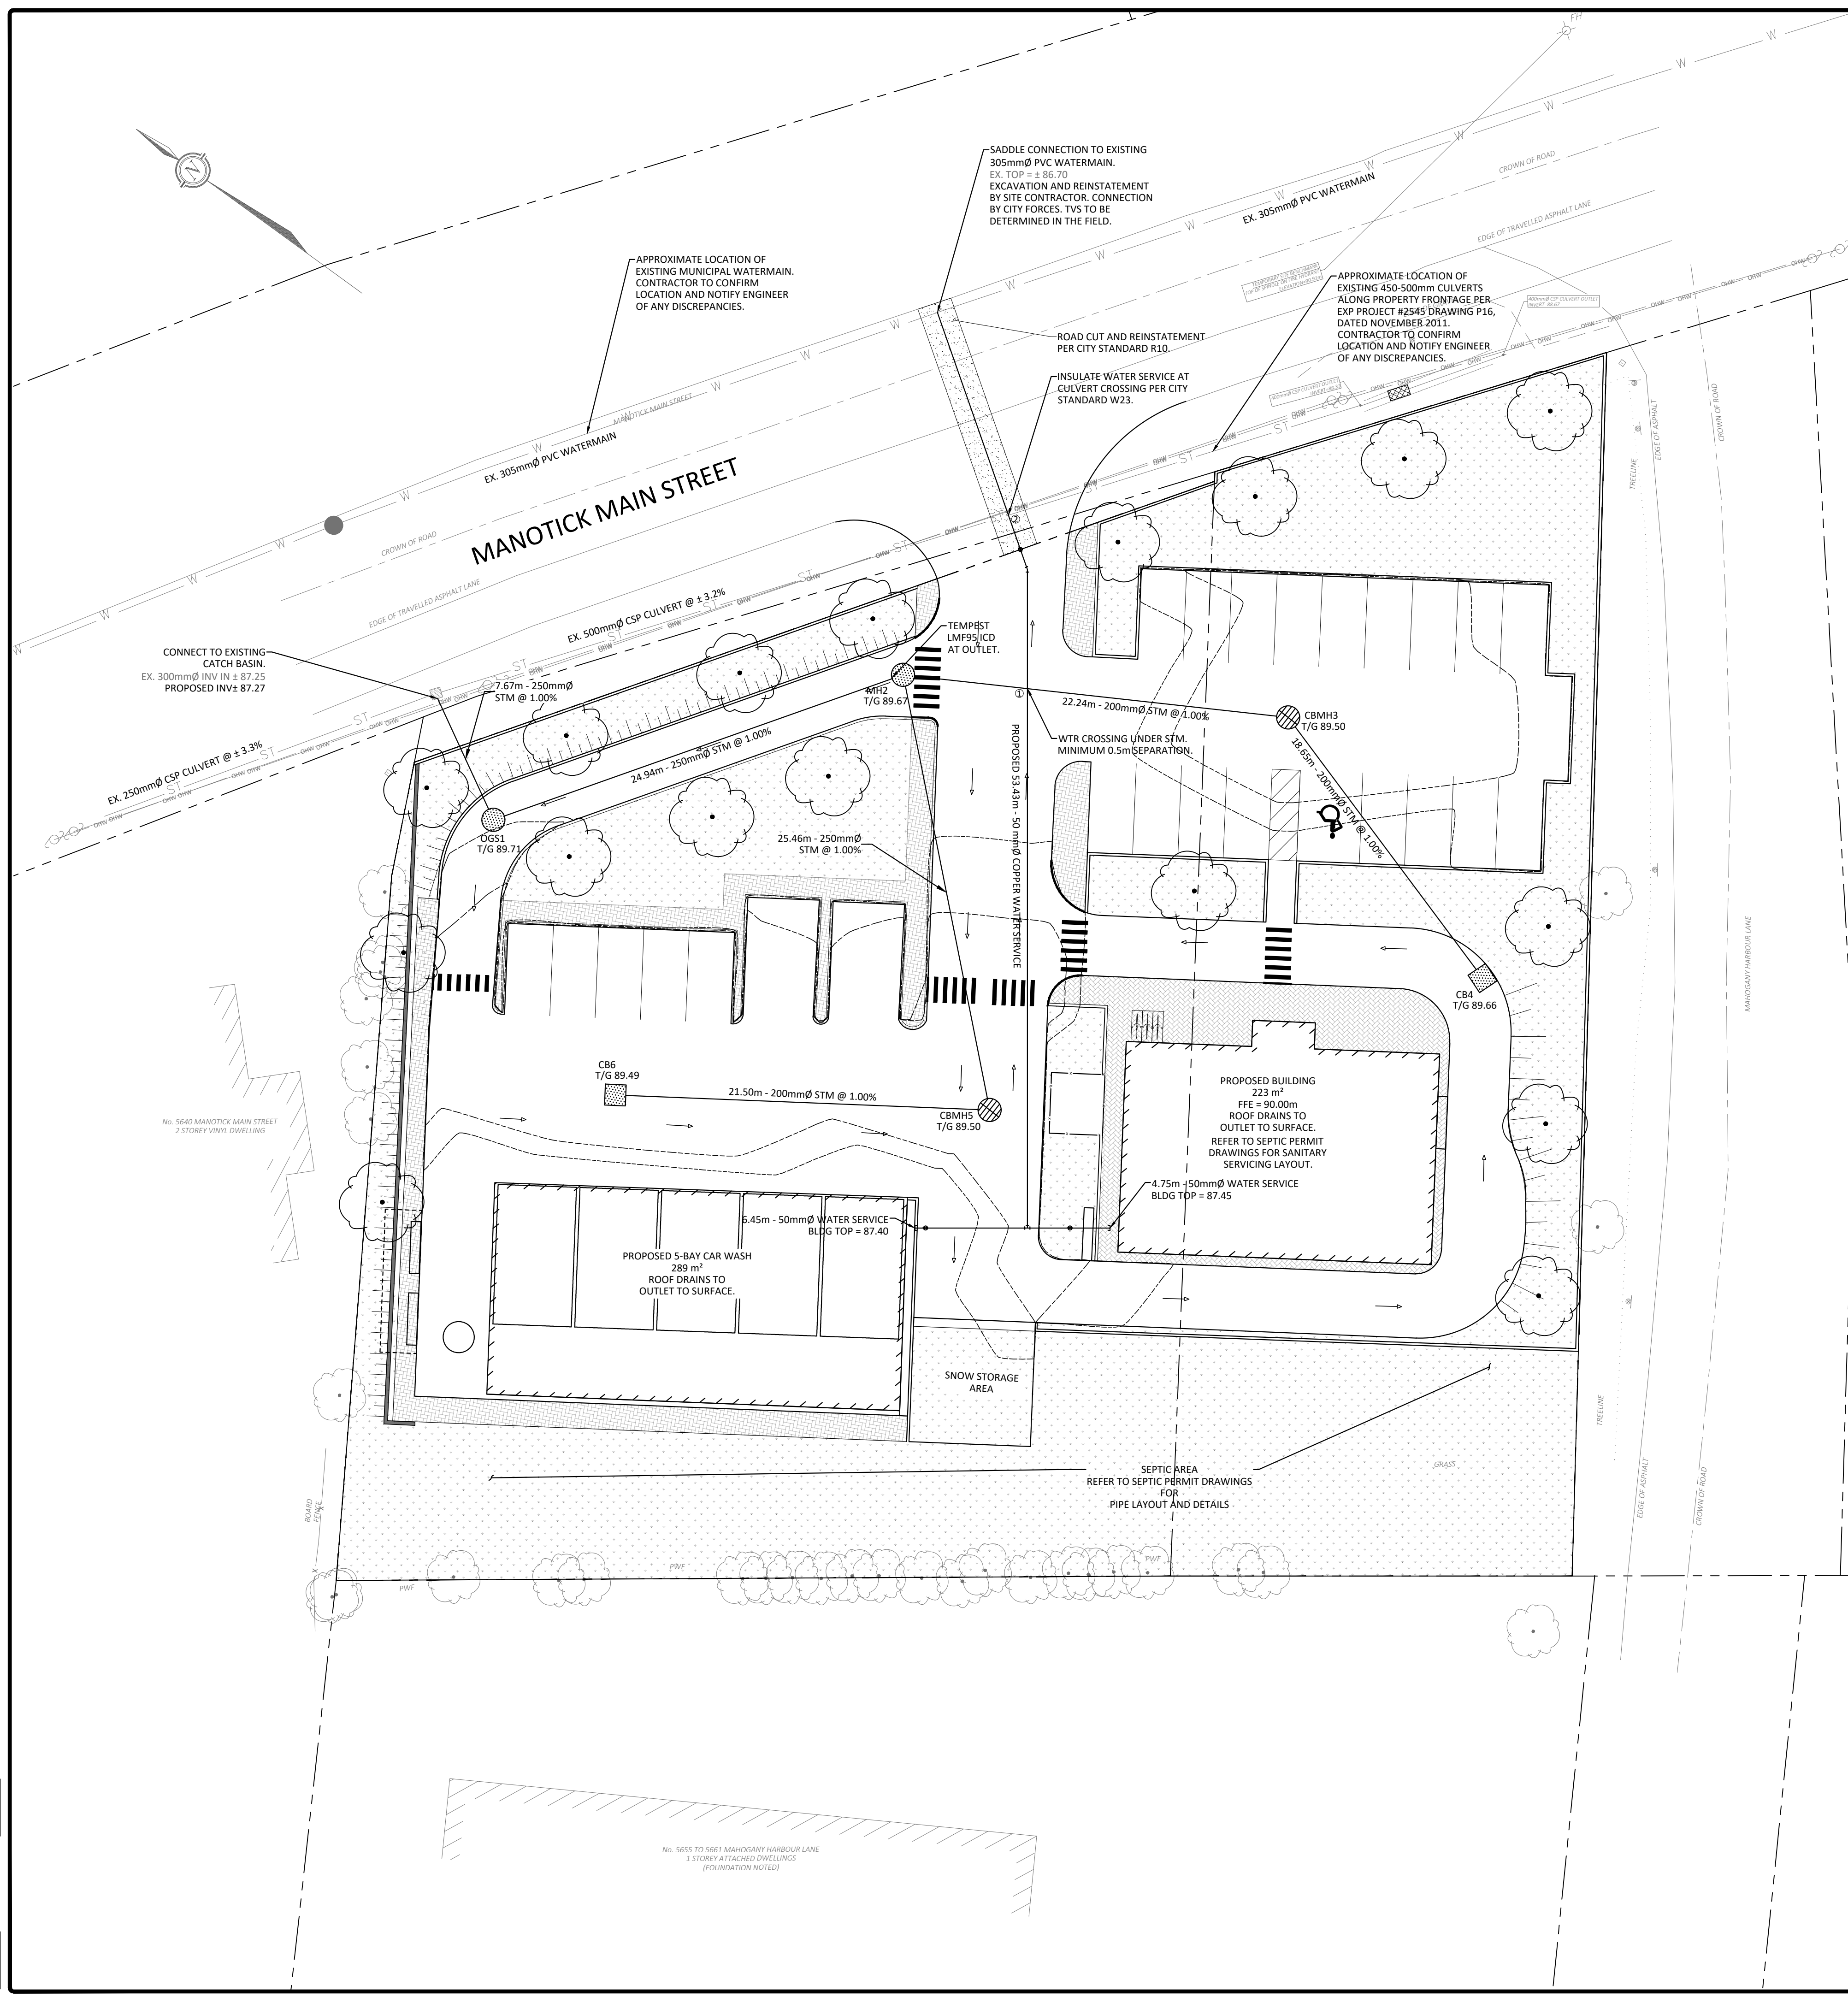 FH
N
SADDLE CONNECTION TO EXISTING
305mmØ PVC WATERMAIN.
EX. TOP = ± 86.70
EXCAVATION AND REINSTATEMENT
BY SITE CONTRACTOR. CONNECTION
BY CITY FORCES. TVS TO BE
DETERMINED IN THE FIELD.
CROWN OF ROAD
EX. 305mmØ PVC WATERMAIN
EDGE OF TRAVELLED ASPHALT LANE
APPROXIMATE LOCATION OF
EXISTING MUNICIPAL WATERMAIN.
CONTRACTOR TO CONFIRM
LOCATION AND NOTIFY ENGINEER
OF ANY DISCREPANCIES.
APPROXIMATE LOCATION OF
EXISTING 450-500mm CULVERTS
ALONG PROPERTY FRONTAGE PER
EXP PROJECT #2545 DRAWING P16,
DATED NOVEMBER 2011.
CONTRACTOR TO CONFIRM
LOCATION AND NOTIFY ENGINEER
OF ANY DISCREPANCIES.
ROAD CUT AND REINSTATEMENT
PER CITY STANDARD R10.
INSULATE WATER SERVICE AT
CULVERT CROSSING PER CITY
STANDARD W23.
MANOTICK MAIN STREET
EX. 305mmØ PVC WATERMAIN
MANOTICK MAIN STREET
CROWN OF ROAD
EDGE OF TRAVELLED ASPHALT LANE
EX. 500mmØ CSP CULVERT @ ± 3.2%
EX. 250mmØ CSP CULVERT @ ± 3.3%
②
CONNECT TO EXISTING
CATCH BASIN.
EX. 300mmØ INV IN ± 87.25
PROPOSED INV± 87.27
7.67m - 250mmØ
STM @ 1.00%
TEMPEST
LMF95 ICD
AT OUTLET.
MH2
T/G 89.67
①
22.24m - 200mmØ STM @ 1.00%
CBMH3
T/G 89.50
WTR CROSSING UNDER STM.
MINIMUM 0.5m SEPARATION.
24.94m - 250mmØ STM @ 1.00%
18.65m - 200mmØ STM @ 1.00%
PROPOSED 53.43m - 50 mmØ COPPER WATER SERVICE
OGS1
T/G 89.71
25.46m - 250mmØ
STM @ 1.00%
CB4
T/G 89.66
CB6
T/G 89.49
21.50m - 200mmØ STM @ 1.00%
CBMH5
T/G 89.50
PROPOSED BUILDING
223 m²
FFE = 90.00m
ROOF DRAINS TO
OUTLET TO SURFACE.
REFER TO SEPTIC PERMIT
DRAWINGS FOR SANITARY
SERVICING LAYOUT.
No. 5640 MANOTICK MAIN STREET
2 STOREY VINYL DWELLING
4.75m - 50mmØ WATER SERVICE
BLDG TOP = 87.45
6.45m - 50mmØ WATER SERVICE
BLDG TOP = 87.40
PROPOSED 5-BAY CAR WASH
289 m²
ROOF DRAINS TO
OUTLET TO SURFACE.
SNOW STORAGE
AREA
SEPTIC AREA
REFER TO SEPTIC PERMIT DRAWINGS
FOR
PIPE LAYOUT AND DETAILS
GRASS
BOARD
FENCE
PWF
PWF
PWF
TREELINE
EDGE OF ASPHALT
CROWN OF ROAD
MAHOGANY HARBOUR LANE
TREELINE
EDGE OF ASPHALT
CROWN OF ROAD
No. 5655 TO 5661 MAHOGANY HARBOUR LANE
1 STOREY ATTACHED DWELLINGS
(FOUNDATION NOTED)